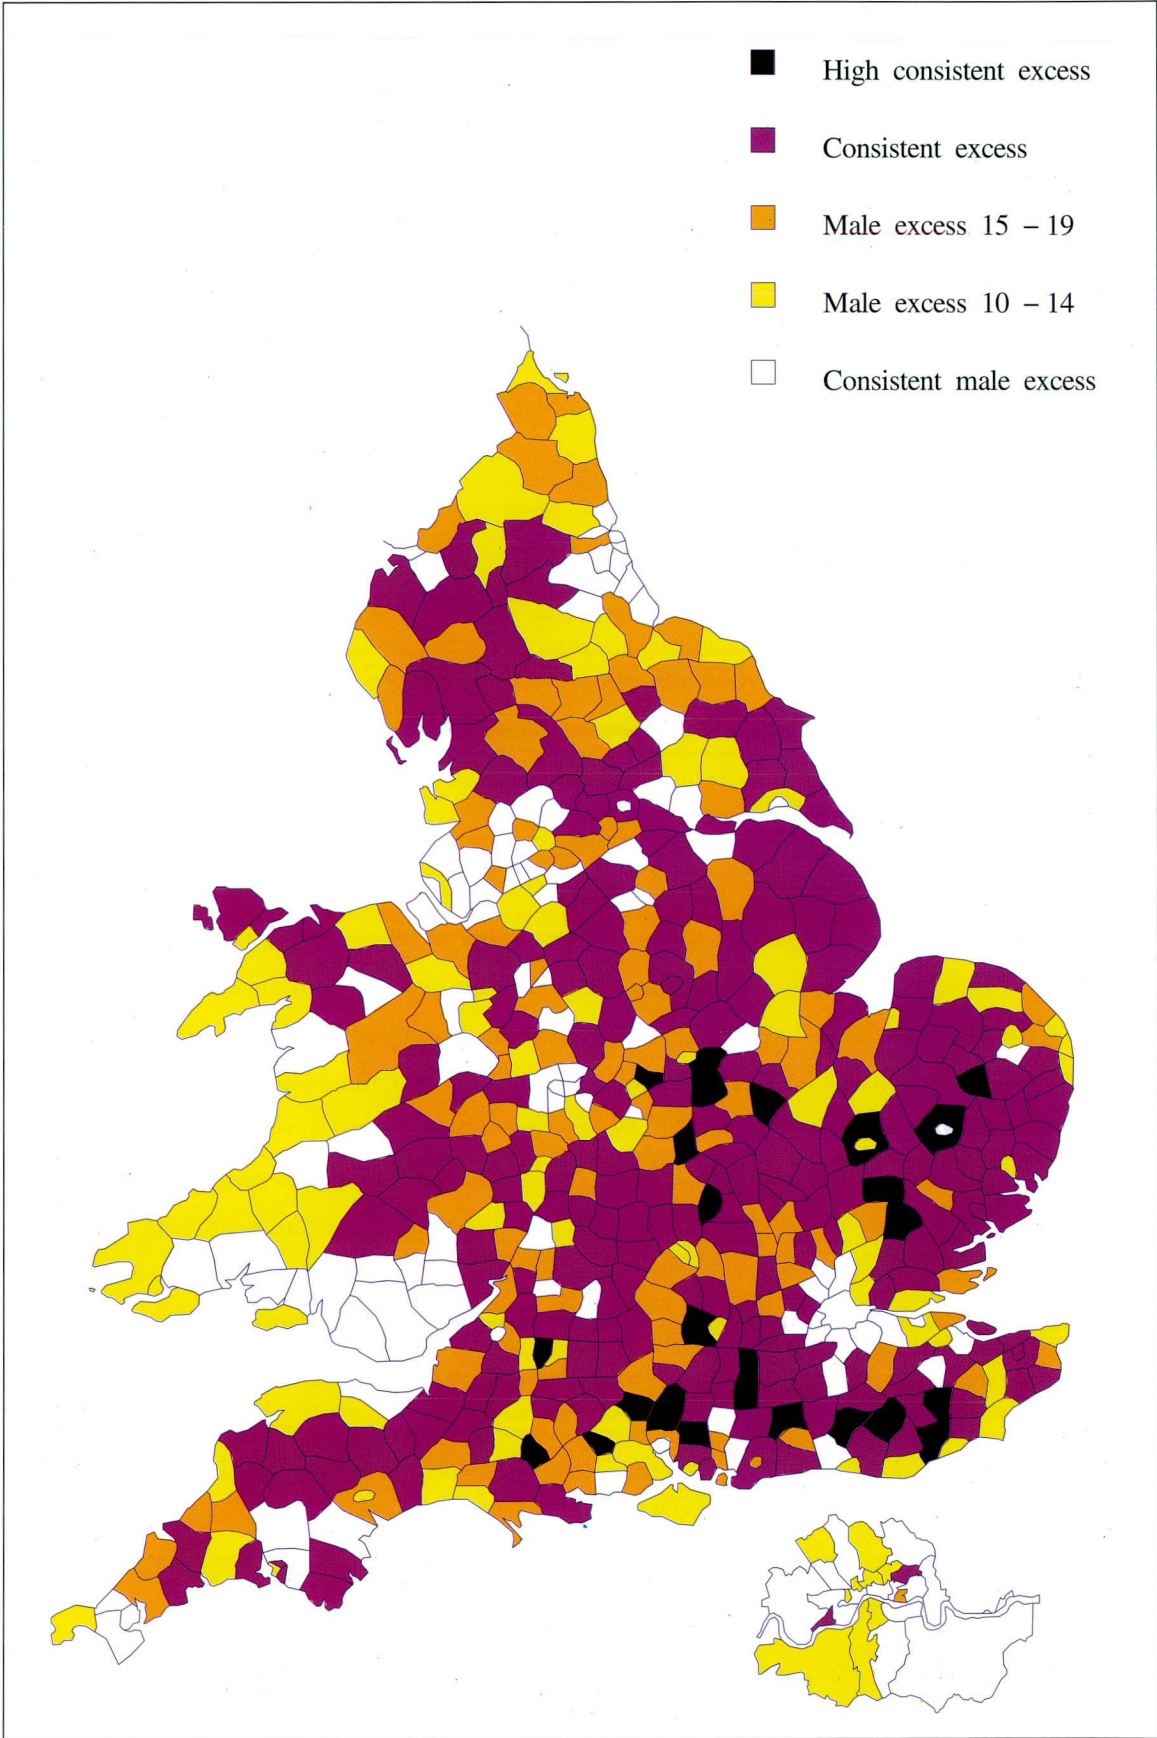 High consistent excess
Consistent excess
Male excess 15 – 19
Male excess 10 – 14
Consistent male excess